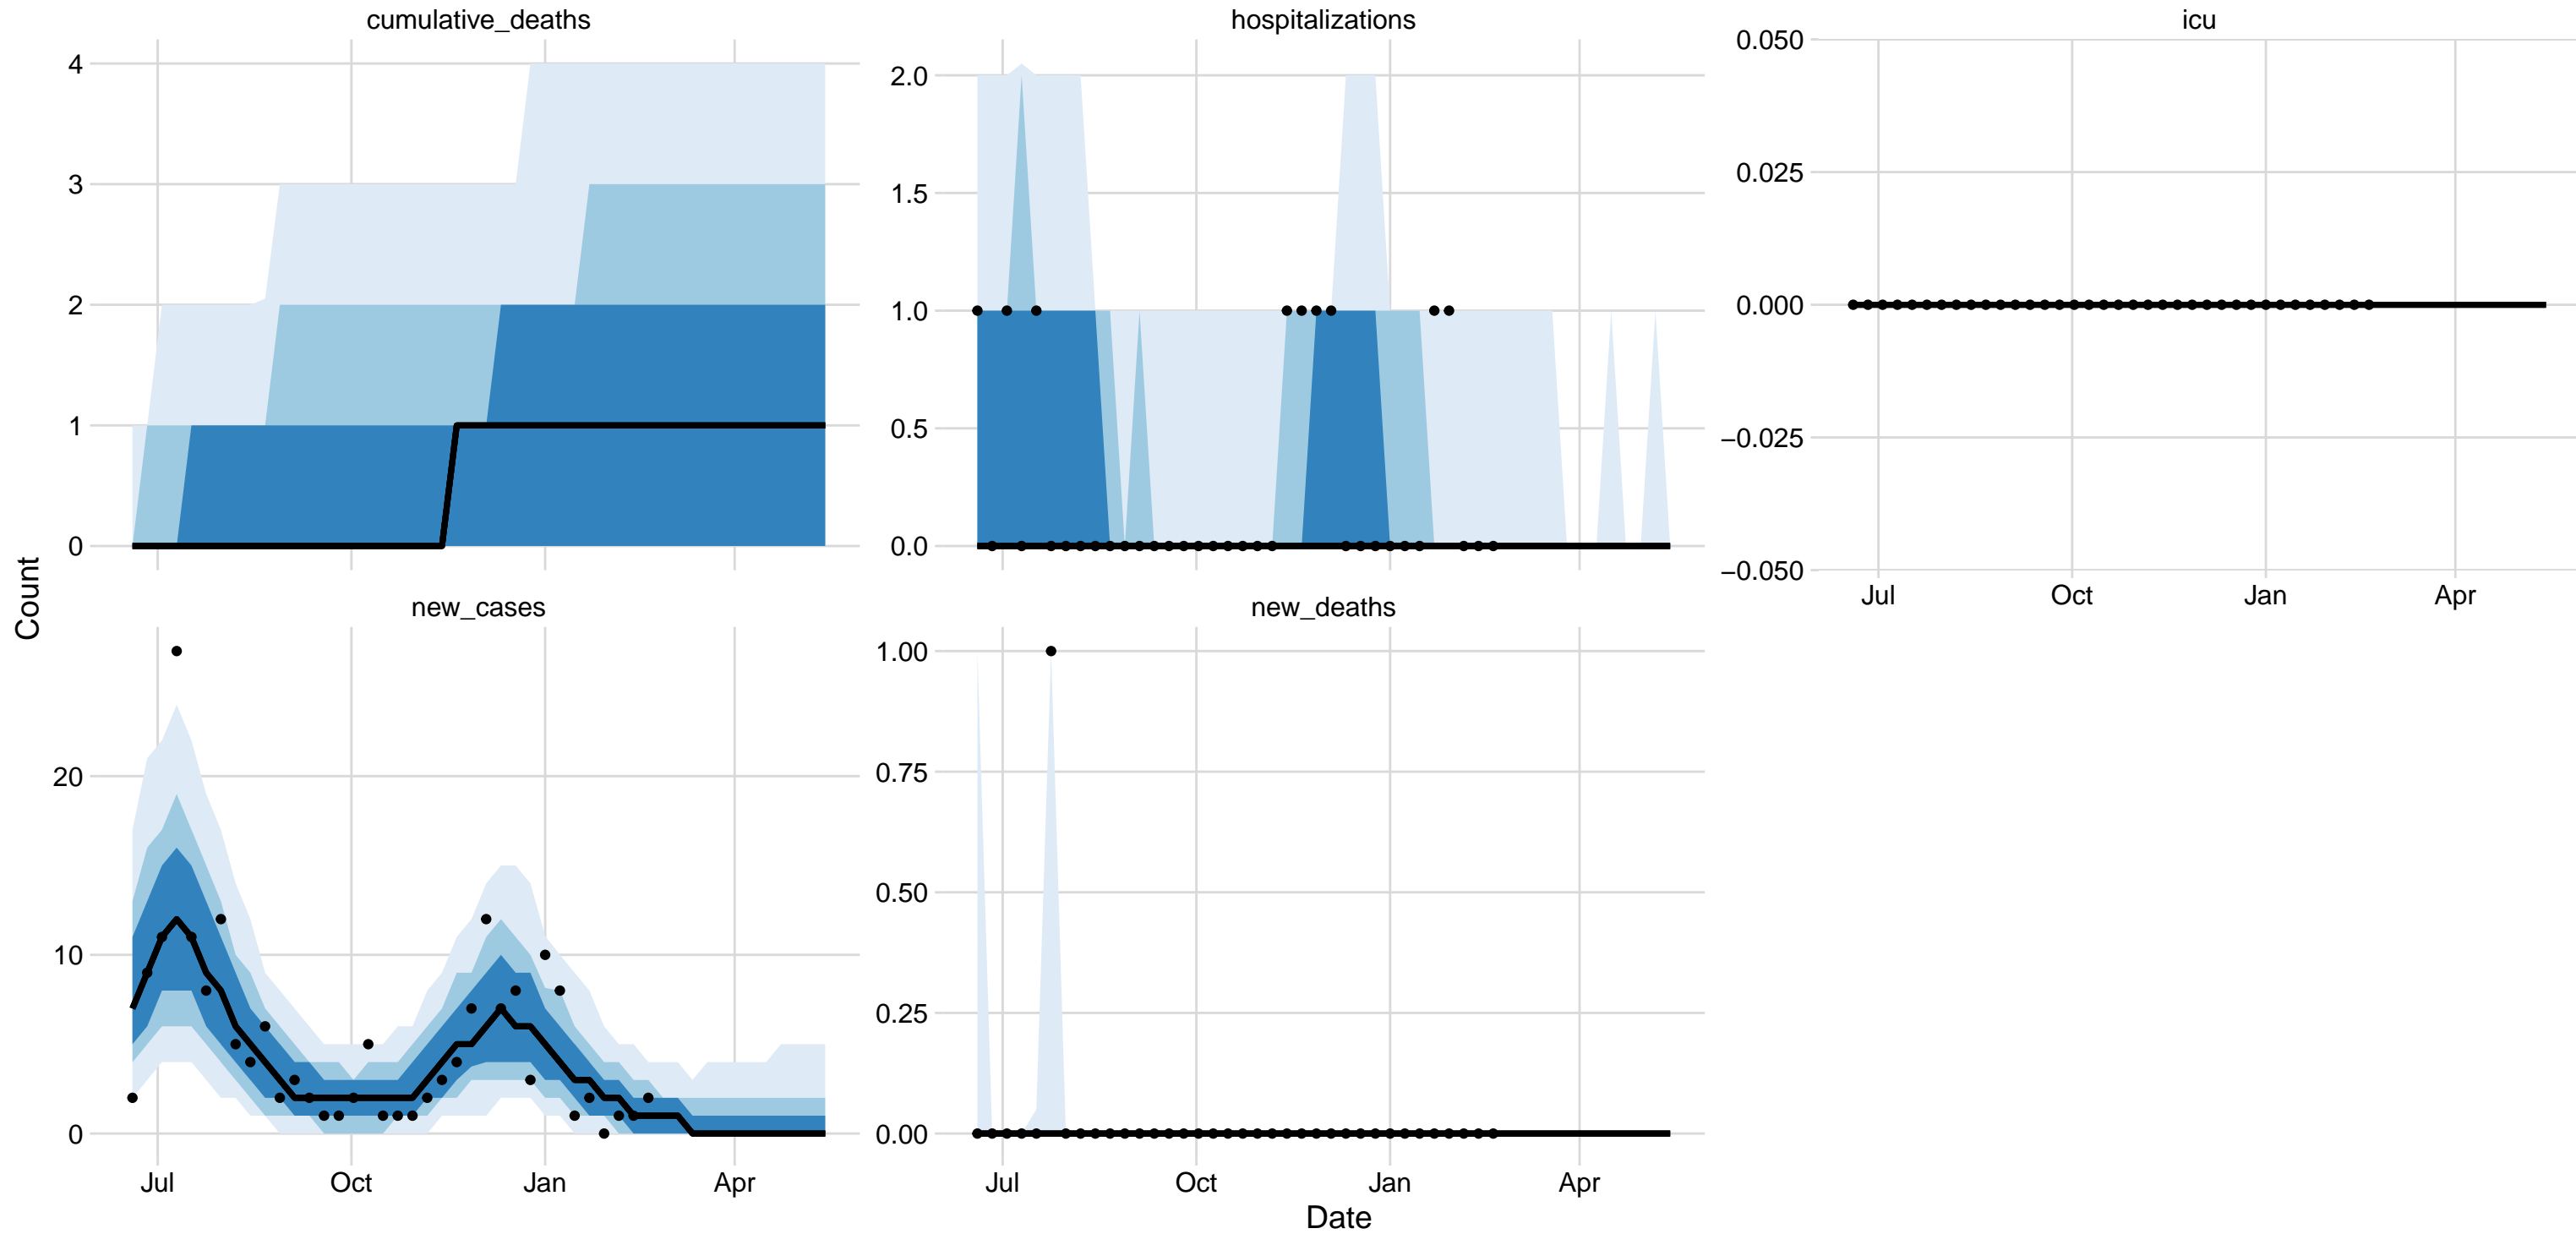 cumulative_deaths
hospitalizations
icu
4
3
2
1
0
2.0
1.5
1.0
0.5
0.0
0.050
0.025
0.000
−0.025
−0.050
Jul Oct Jan Apr
Count
new_cases
new_deaths
20
10
0
1.00
0.75
0.50
0.25
0.00
Jul Oct Jan Apr
Jul Oct Jan Apr
Date